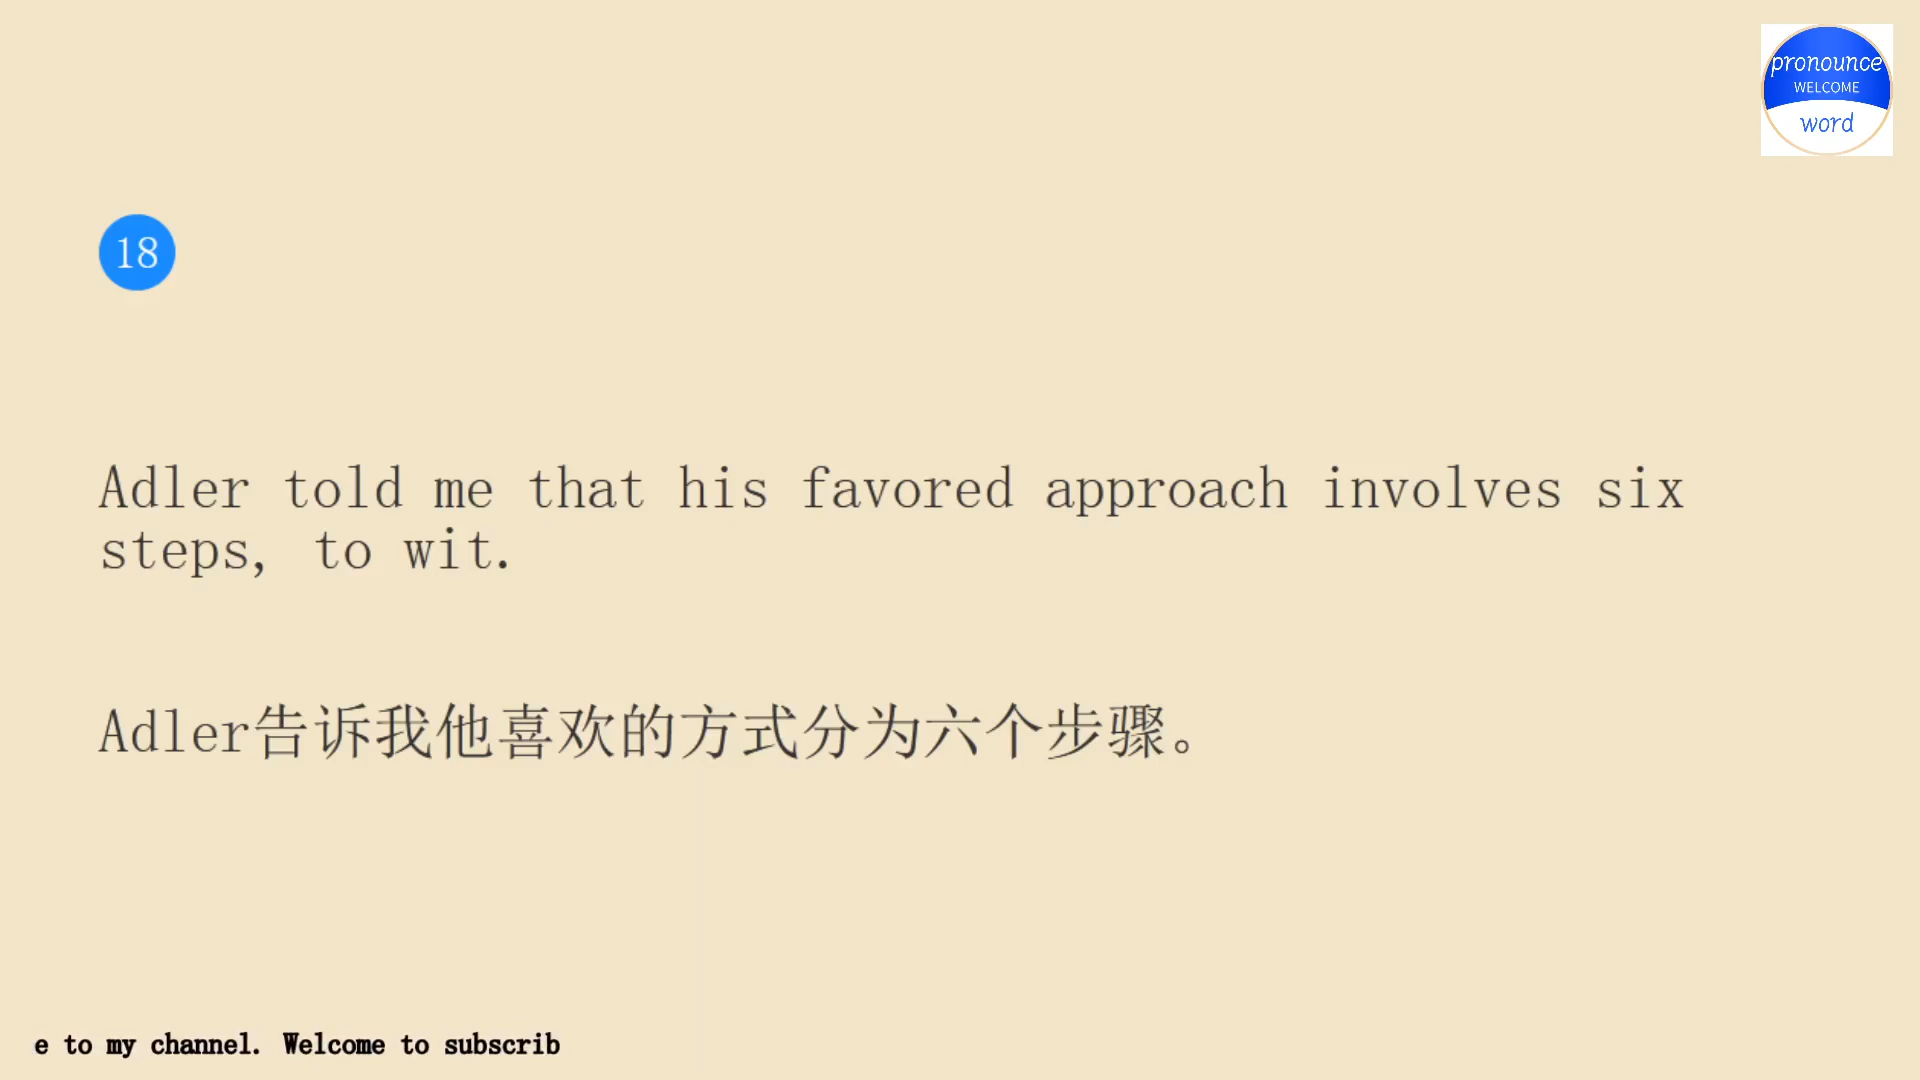 pronounce
WELCOME
word
18
Adler told me that his favored approach involves six
steps, to wit.
Adler告诉我他喜欢的方式分为六个步骤。
e to my channel. Welcome to subscrib